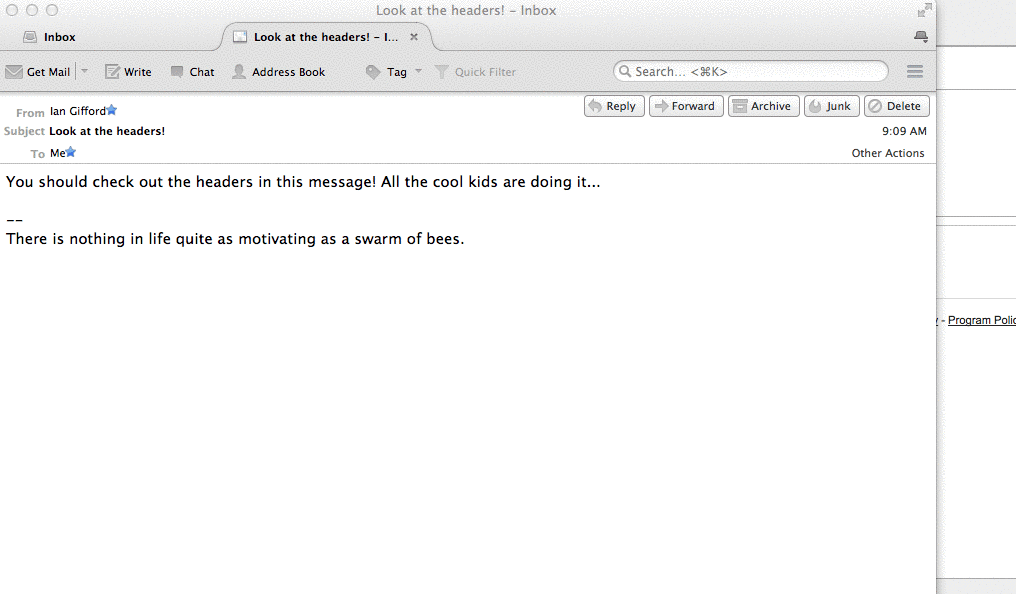 Look at the headers! – Inbox
Inbox
Look at the headers! – I...
Get Mail Write Chat Address Book Tag Quick Filter Search... <⌘K>
From Ian Gifford Reply Forward Archive Junk Delete
Subject Look at the headers! 9:09 AM
To Me Other Actions
You should check out the headers in this message! All the cool kids are doing it...
--
There is nothing in life quite as motivating as a swarm of bees.
- Program Polic